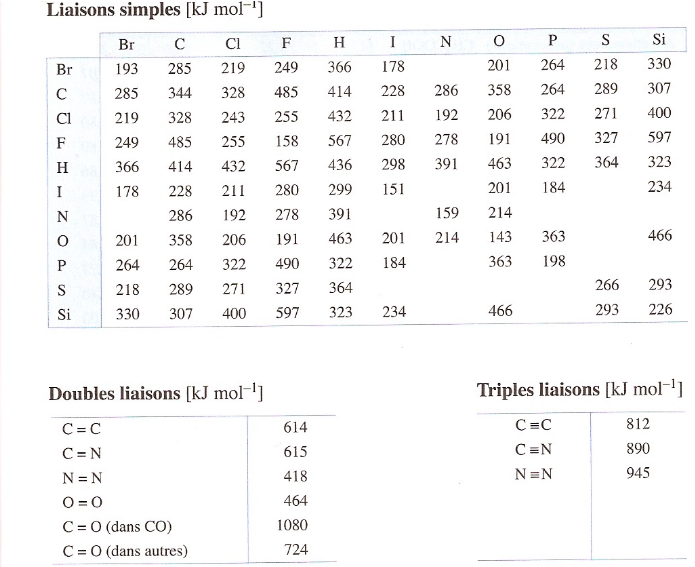 Liaisons simples [kJ mol⁻¹]
Br C Cl F H I N O P S Si
Br 193 285 219 249 366 178 201 264 218 330
C 285 344 328 485 414 228 286 358 264 289 307
Cl 219 328 243 255 432 211 192 206 322 271 400
F 249 485 255 158 567 280 278 191 490 327 597
H 366 414 432 567 436 298 391 463 322 364 323
I 178 228 211 280 299 151 201 184 234
N 286 192 278 391 159 214
O 201 358 206 191 463 201 214 143 363 466
P 264 264 322 490 322 184 363 198
S 218 289 271 327 364 266 293
Si 330 307 400 597 323 234 466 293 226
Doubles liaisons [kJ mol⁻¹]
C = C 614
C = N 615
N = N 418
O = O 464
C = O (dans CO) 1080
C = O (dans autres) 724
Triples liaisons [kJ mol⁻¹]
C ≡ C 812
C ≡ N 890
N ≡ N 945